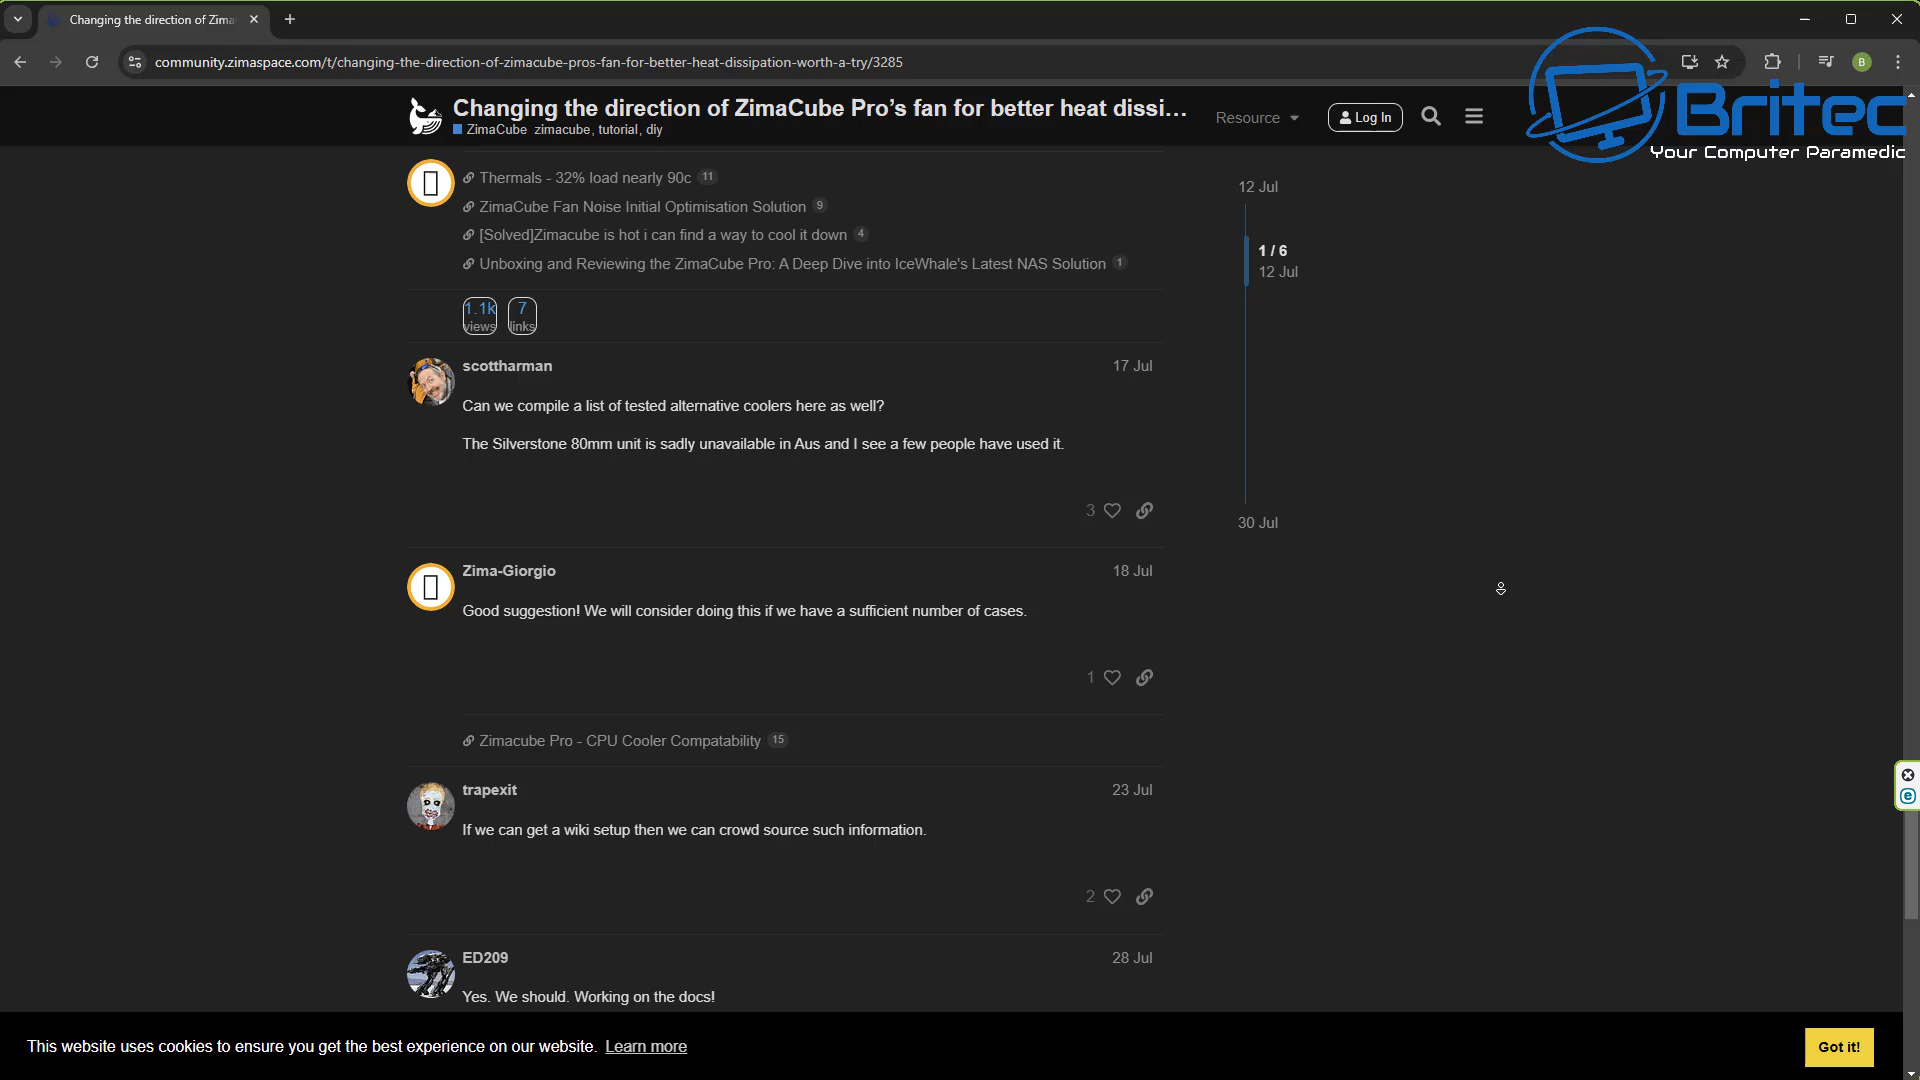 Changing the direction of Zima
community.zimaspace.com/t/changing-the-direction-of-zimacube-pros-fan-for-better-heat-dissipation-worth-a-try/3285
B
Britec
Your Computer Paramedic
Changing the direction of ZimaCube Pro’s fan for better heat dissi...
ZimaCube zimacube, tutorial, diy
Resource
Log In
Thermals - 32% load nearly 90c 11
ZimaCube Fan Noise Initial Optimisation Solution 9
[Solved]Zimacube is hot i can find a way to cool it down 4
Unboxing and Reviewing the ZimaCube Pro: A Deep Dive into IceWhale's Latest NAS Solution 1
12 Jul
1 / 6
12 Jul
30 Jul
1.1k views
7 links
scottharman 17 Jul
Can we compile a list of tested alternative coolers here as well?
The Silverstone 80mm unit is sadly unavailable in Aus and I see a few people have used it.
3
Zima-Giorgio 18 Jul
Good suggestion! We will consider doing this if we have a sufficient number of cases.
1
Zimacube Pro - CPU Cooler Compatability 15
trapexit 23 Jul
If we can get a wiki setup then we can crowd source such information.
2
ED209 28 Jul
Yes. We should. Working on the docs!
This website uses cookies to ensure you get the best experience on our website. Learn more
Got it!